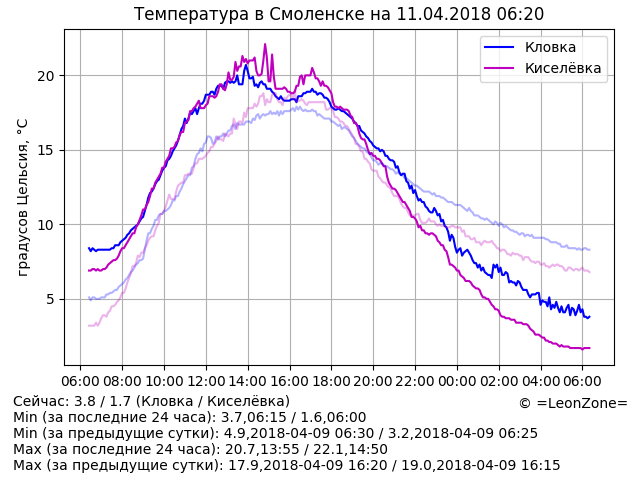 Температура в Смоленске на 11.04.2018 06:20
Кловка
Киселёвка
градусов Цельсия, °C
20
15
10
5
06:00 08:00 10:00 12:00 14:00 16:00 18:00 20:00 22:00 00:00 02:00 04:00 06:00
Сейчас: 3.8 / 1.7 (Кловка / Киселёвка)
© =LeonZone=
Min (за последние 24 часа): 3.7,06:15 / 1.6,06:00
Min (за предыдущие сутки): 4.9,2018-04-09 06:30 / 3.2,2018-04-09 06:25
Max (за последние 24 часа): 20.7,13:55 / 22.1,14:50
Max (за предыдущие сутки): 17.9,2018-04-09 16:20 / 19.0,2018-04-09 16:15